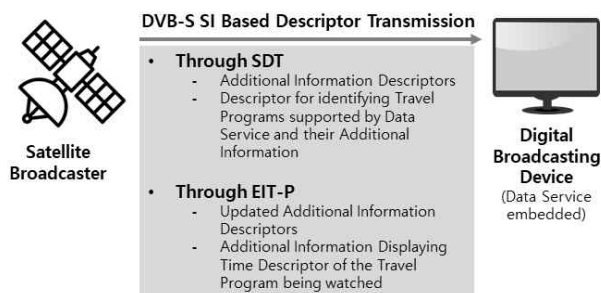 DVB-S SI Based Descriptor Transmission
Satellite
Broadcaster
• Through SDT
- Additional Information Descriptors
- Descriptor for identifying Travel
Programs supported by Data
Service and their Additional
Information
• Through EIT-P
- Updated Additional Information
Descriptors
- Additional Information Displaying
Time Descriptor of the Travel
Program being watched
Digital
Broadcasting
Device
(Data Service
embedded)